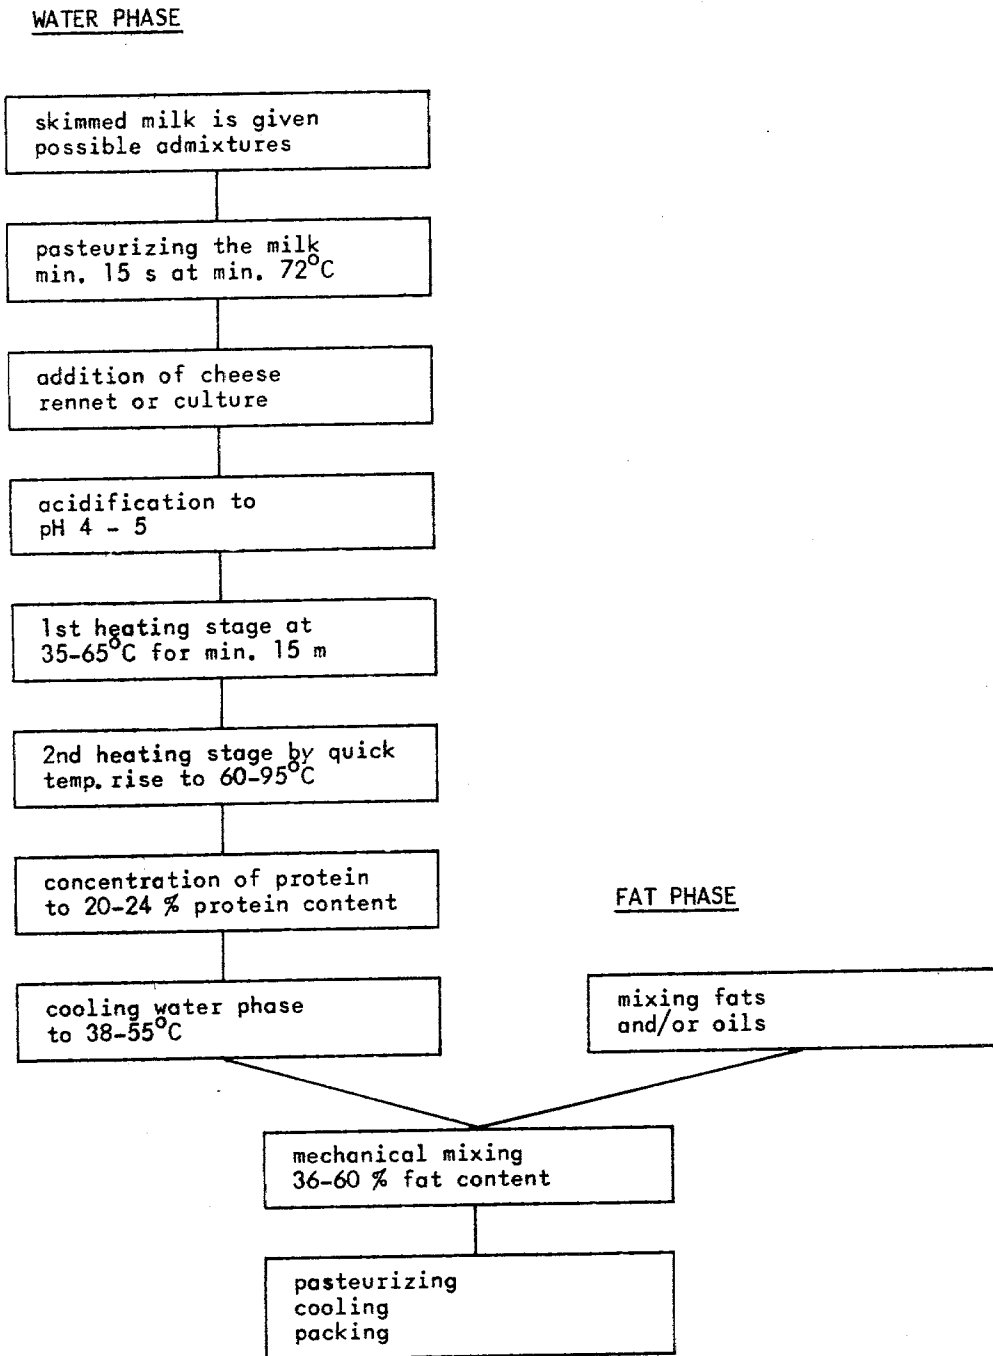 WATER PHASE
skimmed milk is given
possible admixtures
pasteurizing the milk
min. 15 s at min. 72°C
addition of cheese
rennet or culture
acidification to
pH 4 - 5
1st heating stage at
35-65°C for min. 15 m
2nd heating stage by quick
temp. rise to 60-95°C
concentration of protein
to 20-24 % protein content
cooling water phase
to 38-55°C
FAT PHASE
mixing fats
and/or oils
mechanical mixing
36-60 % fat content
pasteurizing
cooling
packing